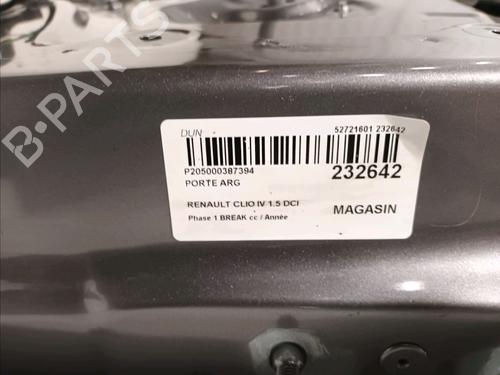 DUN
52721601 232642
P205000387394
232642
PORTE ARG
RENAULT CLIO IV 1.5 DCI
MAGASIN
Phase 1 BREAK cc / Année
B-PARTS